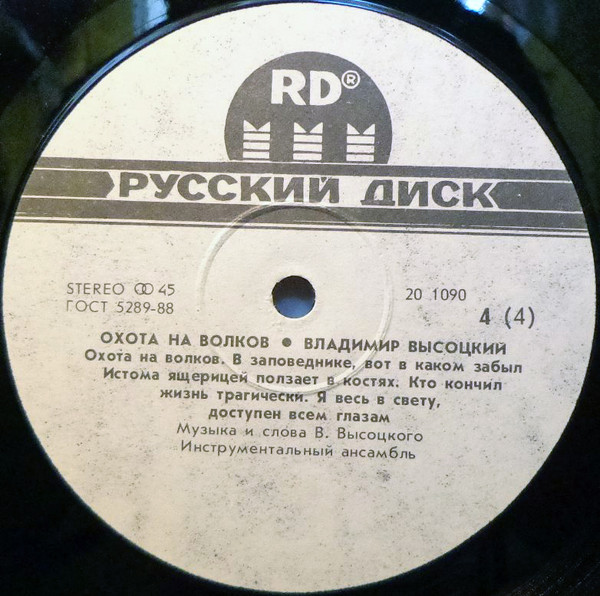 RD®
РУССКИЙ ДИСК
STEREO ꝏ 45
ГОСТ 5289-88
20 1090
4 (4)
ОХОТА НА ВОЛКОВ ● ВЛАДИМИР ВЫСОЦКИЙ
Охота на волков. В заповеднике, вот в каком забыл
Истома ящерицей ползает в костях. Кто кончил
жизнь трагически. Я весь в свету,
доступен всем глазам
Музыка и слова В. Высоцкого
Инструментальный ансамбль